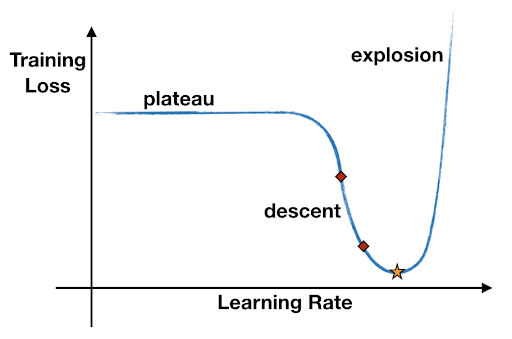 Training
Loss
explosion
plateau
descent
Learning Rate